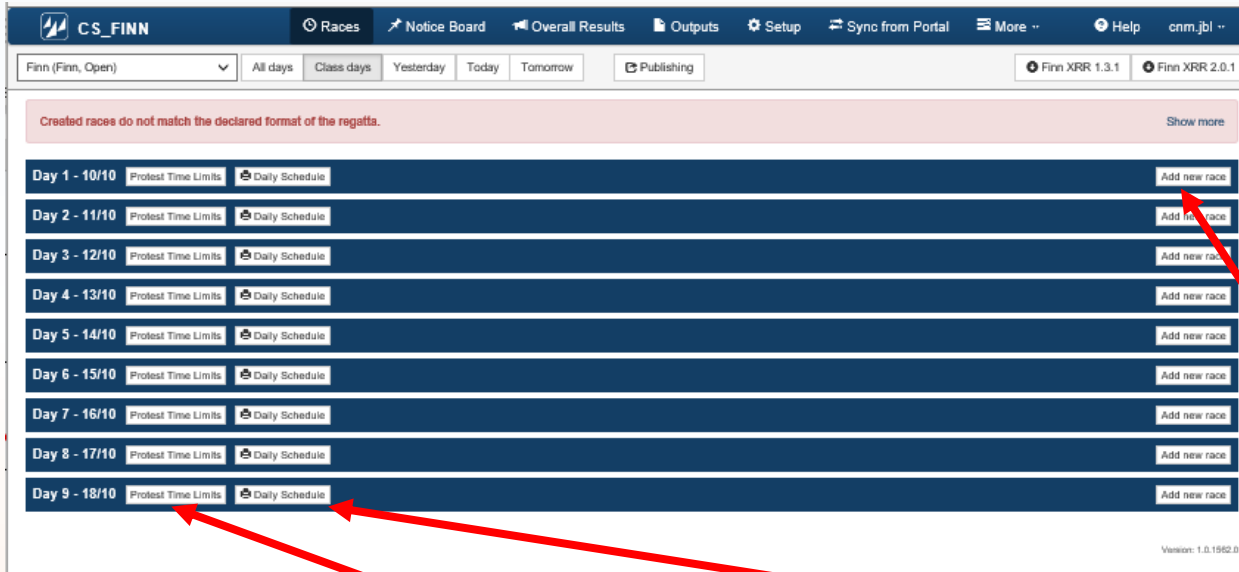 CS_FINN Races Notice Board Overall Results Outputs Setup Sync from Portal More ·· Help cnm.jbl ··
Finn (Finn, Open) All days Class days Yesterday Today Tomorrow Publishing Finn XRR 1.3.1 Finn XRR 2.0.1
Created races do not match the declared format of the regatta. Show more
Day 1 - 10/10 Protest Time Limits Daily Schedule Add new race
Day 2 - 11/10 Protest Time Limits Daily Schedule Add new race
Day 3 - 12/10 Protest Time Limits Daily Schedule Add new race
Day 4 - 13/10 Protest Time Limits Daily Schedule Add new race
Day 5 - 14/10 Protest Time Limits Daily Schedule Add new race
Day 6 - 15/10 Protest Time Limits Daily Schedule Add new race
Day 7 - 16/10 Protest Time Limits Daily Schedule Add new race
Day 8 - 17/10 Protest Time Limits Daily Schedule Add new race
Day 9 - 18/10 Protest Time Limits Daily Schedule Add new race
Version: 1.0.1562.0